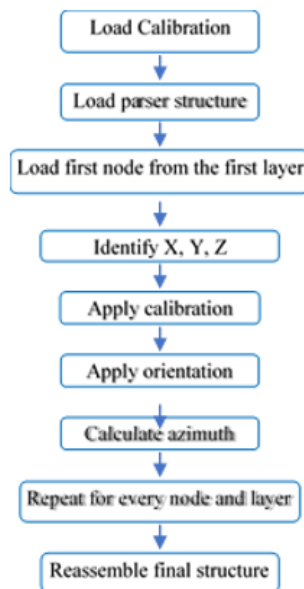 Load Calibration
Load parser structure
Load first node from the first layer
Identify X, Y, Z
Apply calibration
Apply orientation
Calculate azimuth
Repeat for every node and layer
Reassemble final structure